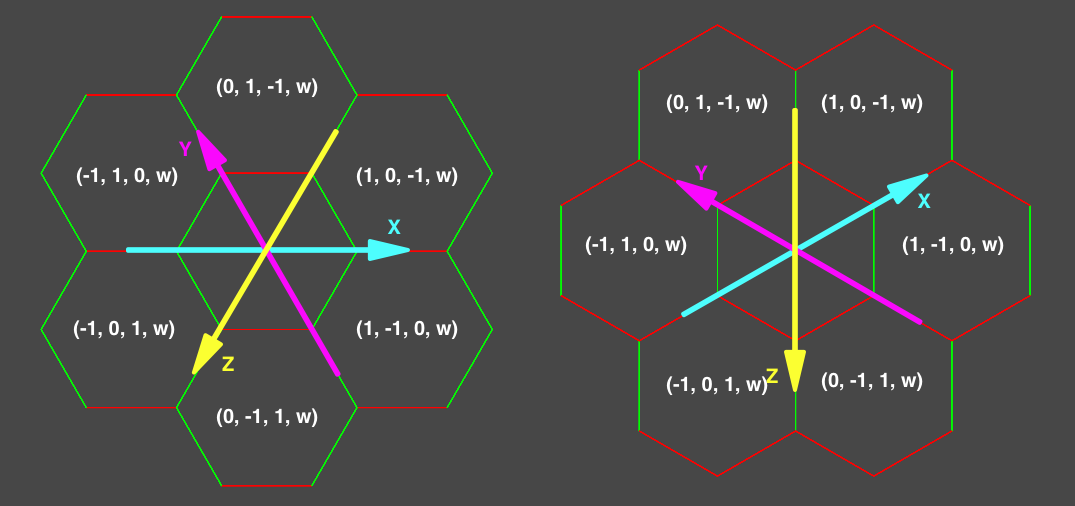 (0, 1, -1, w)
Y
(-1, 1, 0, w)
(1, 0, -1, w)
X
(-1, 0, 1, w)
(1, -1, 0, w)
Z
(0, -1, 1, w)
(0, 1, -1, w)
(1, 0, -1, w)
Y
X
(-1, 1, 0, w)
(1, -1, 0, w)
(-1, 0, 1, w)
Z
(0, -1, 1, w)